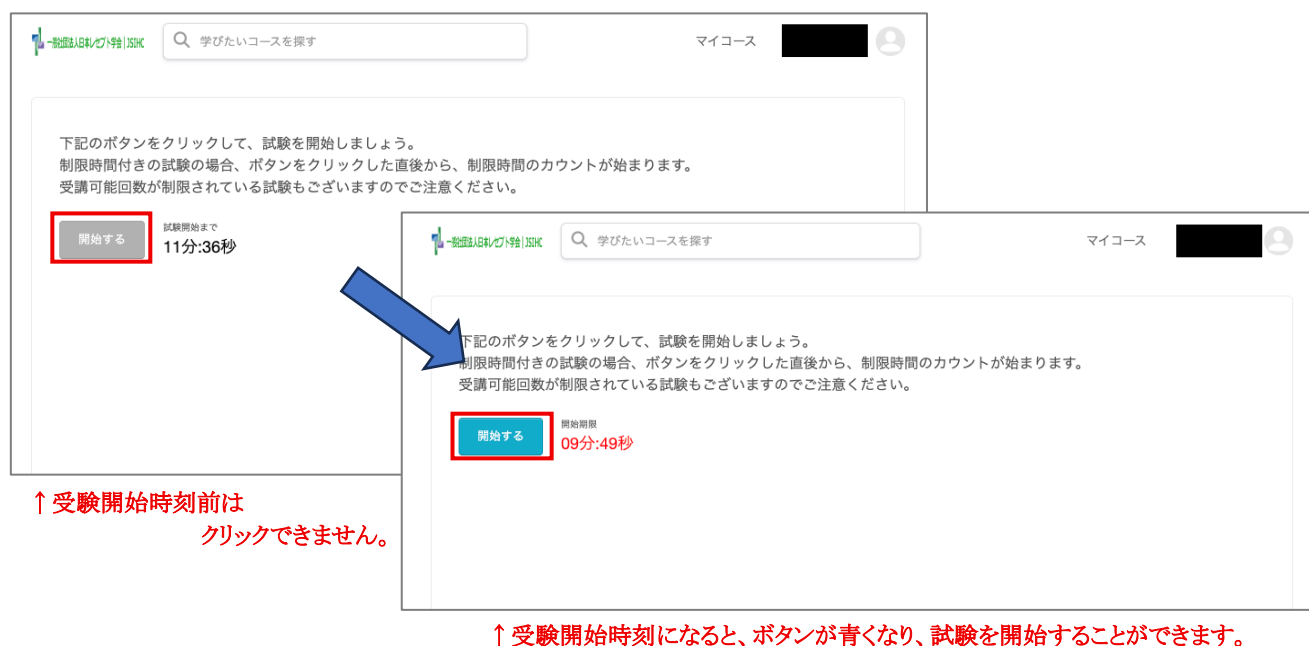 一般社団法人日本レセプト学会 | JSIHC
学びたいコースを探す
マイコース
下記のボタンをクリックして、試験を開始しましょう。
制限時間付きの試験の場合、ボタンをクリックした直後から、制限時間のカウントが始まります。
受講可能回数が制限されている試験もございますのでご注意ください。
開始する
試験開始まで
11分:36秒
↑受験開始時刻前は
クリックできません。
一般社団法人日本レセプト学会 | JSIHC
学びたいコースを探す
マイコース
下記のボタンをクリックして、試験を開始しましょう。
制限時間付きの試験の場合、ボタンをクリックした直後から、制限時間のカウントが始まります。
受講可能回数が制限されている試験もございますのでご注意ください。
開始する
開始期限
09分:49秒
↑受験開始時刻になると、ボタンが青くなり、試験を開始することができます。